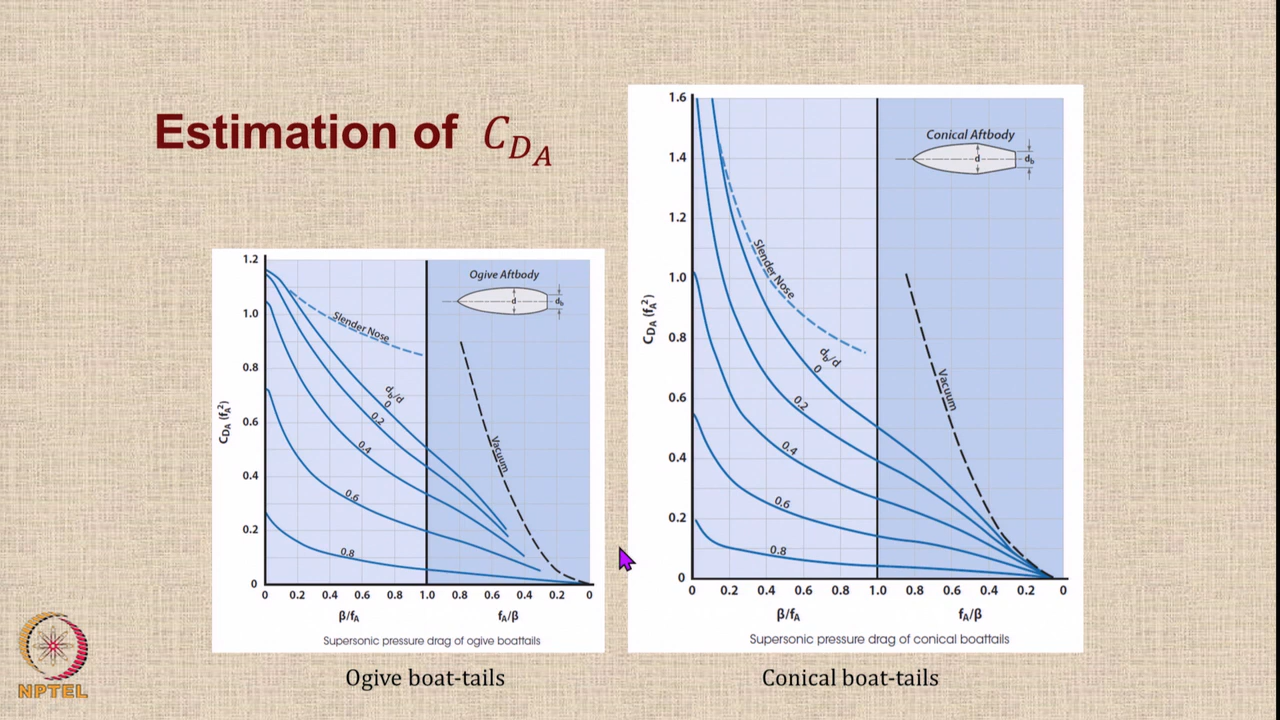 Estimation of C_{D_A}
1.2
1.0
0.8
0.6
0.4
0.2
0
C_{DA} (f_A^2)
Ogive Aftbody
d
d_b
Slender Nose
d_b/d
0
0.2
0.4
0.6
0.8
Vacuum
0 0.2 0.4 0.6 0.8 1.0 0.8 0.6 0.4 0.2 0
β/f_A f_A/β
Supersonic pressure drag of ogive boattails
Ogive boat-tails
1.6
1.4
1.2
1.0
0.8
0.6
0.4
0.2
0
C_{DA} (f_A^2)
Conical Aftbody
d
d_b
Slender Nose
d_b/d
0
0.2
0.4
0.6
0.8
Vacuum
0 0.2 0.4 0.6 0.8 1.0 0.8 0.6 0.4 0.2 0
β/f_A f_A/β
Supersonic pressure drag of conical boattails
Conical boat-tails
NPTEL